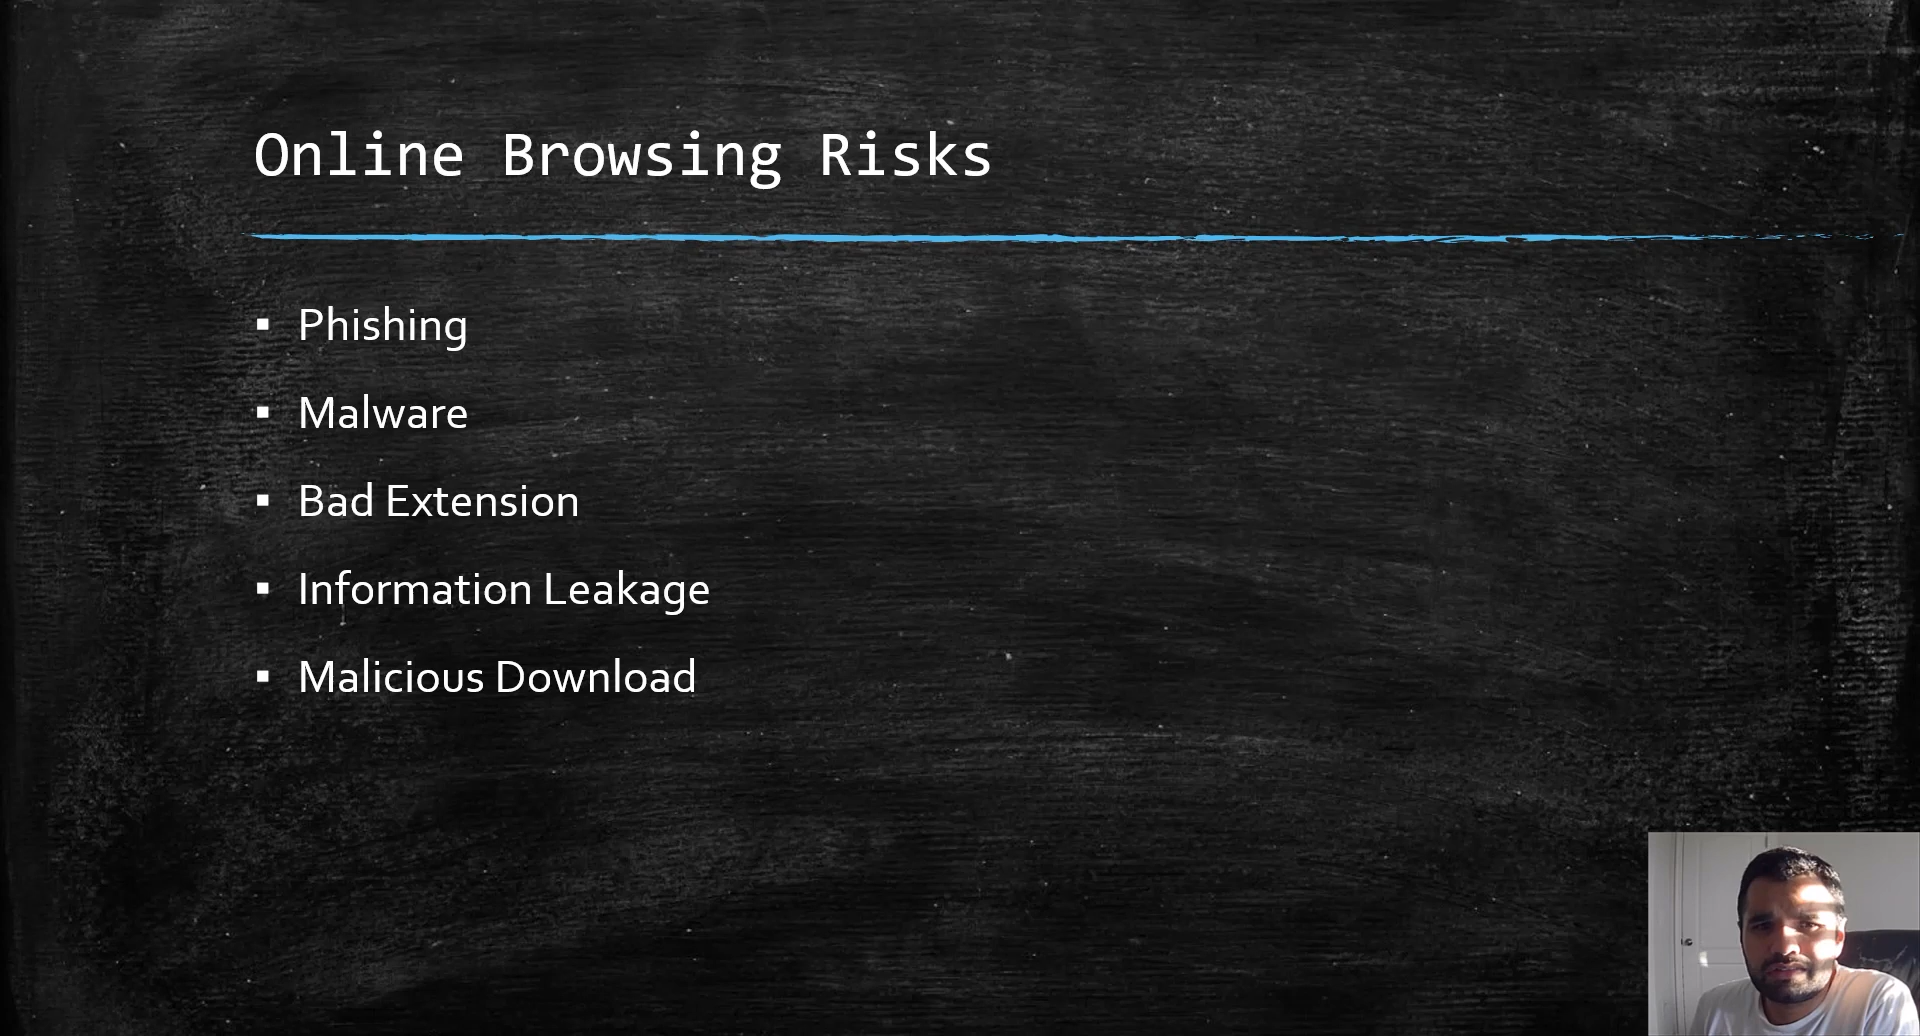 Online Browsing Risks
▪ Phishing
▪ Malware
▪ Bad Extension
▪ Information Leakage
▪ Malicious Download